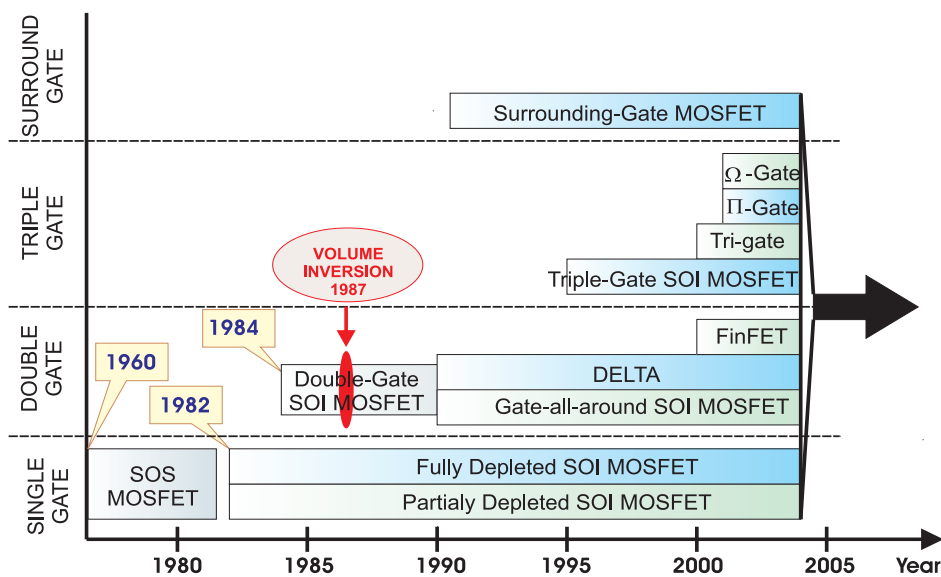 SURROUND
GATE
Surrounding-Gate MOSFET
TRIPLE
GATE
Ω -Gate
Π-Gate
Tri-gate
Triple-Gate SOI MOSFET
VOLUME
INVERSION
1987
DOUBLE
GATE
1984
1960
1982
FinFET
Double-Gate
SOI MOSFET
DELTA
Gate-all-around SOI MOSFET
SINGLE
GATE
SOS
MOSFET
Fully Depleted SOI MOSFET
Partialy Depleted SOI MOSFET
1980 1985 1990 1995 2000 2005 Year